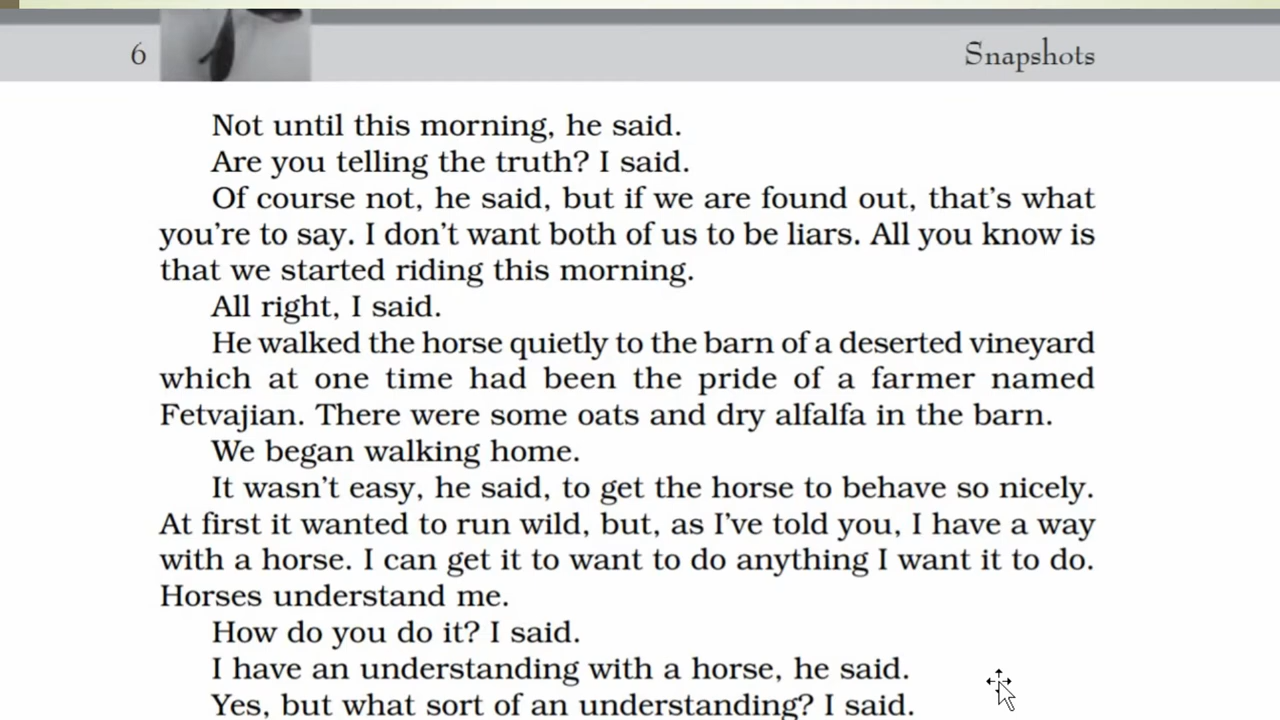 6
Snapshots
Not until this morning, he said.
Are you telling the truth? I said.
Of course not, he said, but if we are found out, that's what
you're to say. I don't want both of us to be liars. All you know is
that we started riding this morning.
All right, I said.
He walked the horse quietly to the barn of a deserted vineyard
which at one time had been the pride of a farmer named
Fetvajian. There were some oats and dry alfalfa in the barn.
We began walking home.
It wasn't easy, he said, to get the horse to behave so nicely.
At first it wanted to run wild, but, as I've told you, I have a way
with a horse. I can get it to want to do anything I want it to do.
Horses understand me.
How do you do it? I said.
I have an understanding with a horse, he said.
Yes, but what sort of an understanding? I said.